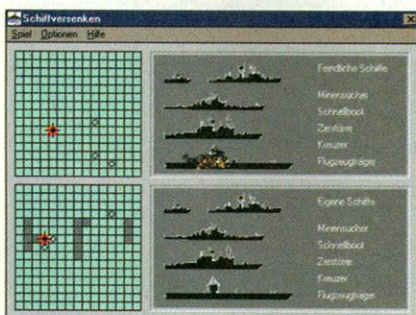 Schiffversenken
Spiel Optionen Hilfe
Feindliche Schiffe
Minensucher
Schnellboot
Zerstörer
Kreuzer
Flugzeugträger
Eigene Schiffe
Minensucher
Schnellboot
Zerstörer
Kreuzer
Flugzeugträger